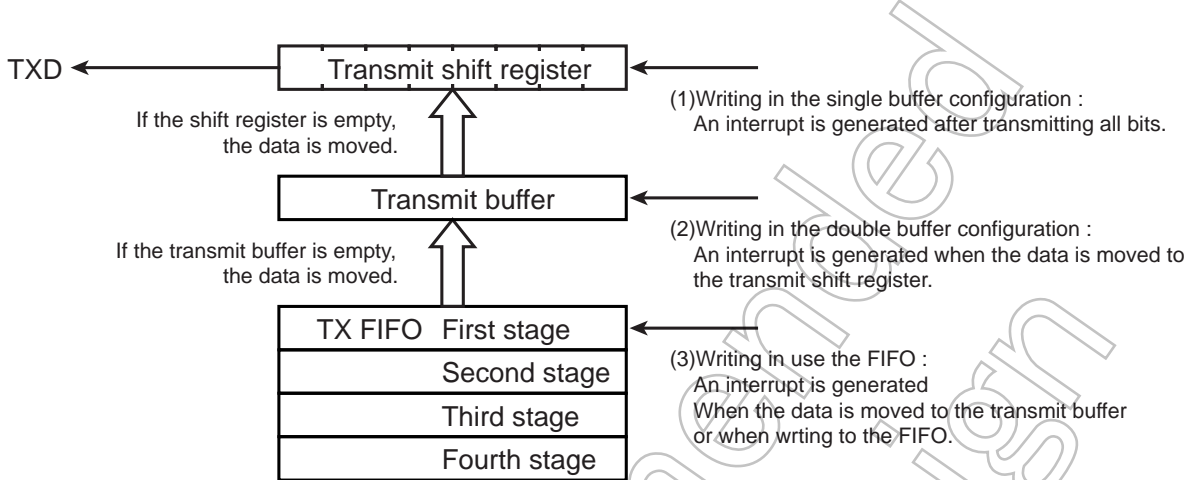 TXD
Transmit shift register
(1)Writing in the single buffer configuration :
An interrupt is generated after transmitting all bits.
If the shift register is empty,
the data is moved.
Transmit buffer
(2)Writing in the double buffer configuration :
An interrupt is generated when the data is moved to
the transmit shift register.
If the transmit buffer is empty,
the data is moved.
TX FIFO First stage
Second stage
Third stage
Fourth stage
(3)Writing in use the FIFO :
An interrupt is generated
When the data is moved to the transmit buffer
or when wrting to the FIFO.